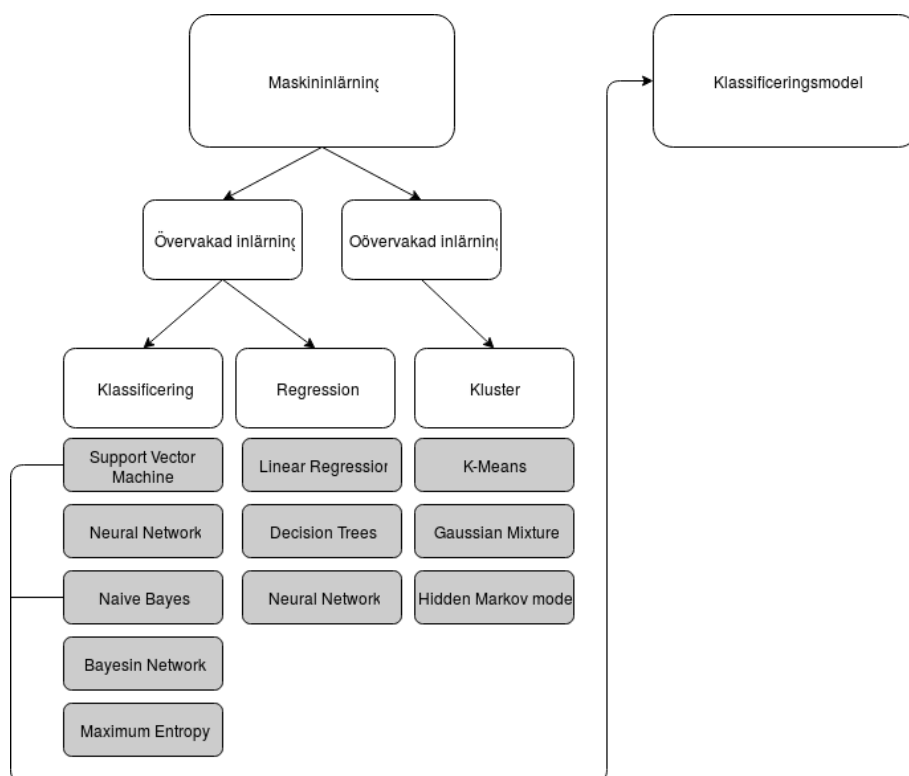 Maskininlärning
Klassificeringsmodel
Övervakad inlärning
Oövervakad inlärning
Klassificering
Regression
Kluster
Support Vector
Machine
Linear Regression
K-Means
Neural Network
Decision Trees
Gaussian Mixture
Naive Bayes
Neural Network
Hidden Markov mode
Bayesin Network
Maximum Entropy